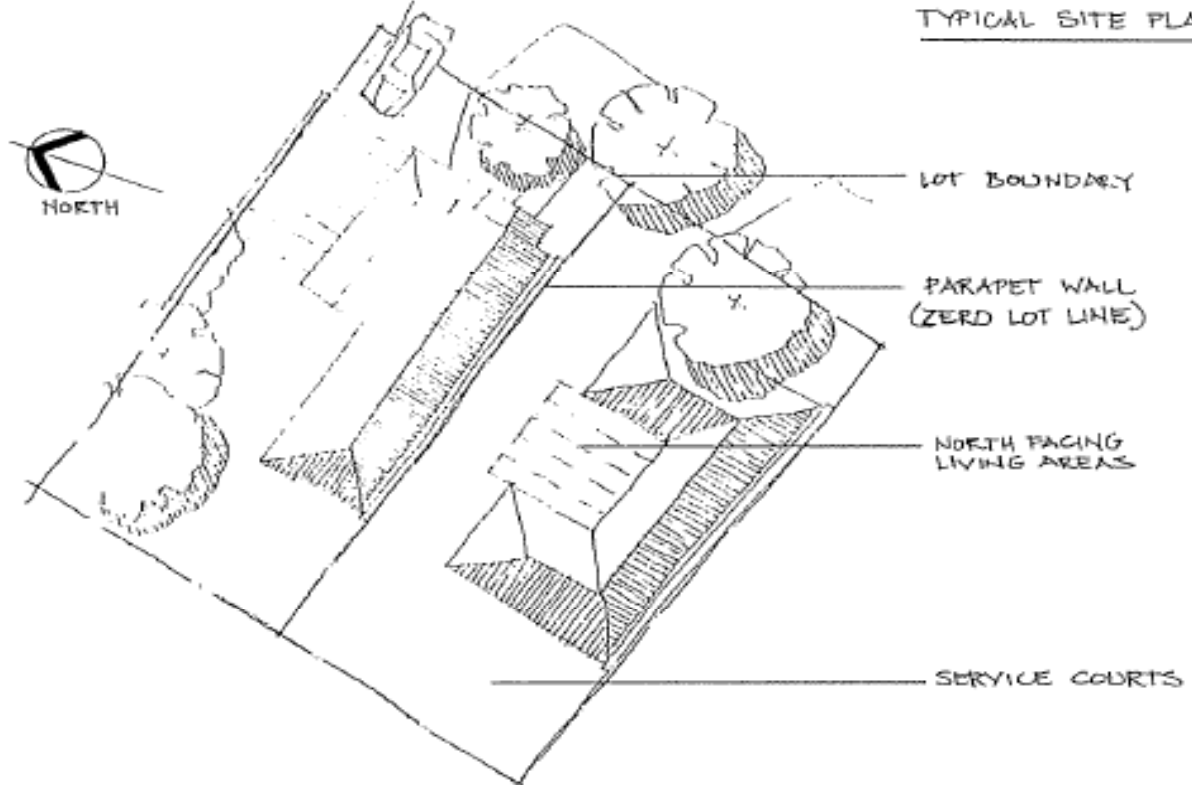 TYPICAL SITE PLA
NORTH
LOT BOUNDARY
PARAPET WALL
(ZERO LOT LINE)
NORTH FACING
LIVING AREAS
SERVICE COURTS